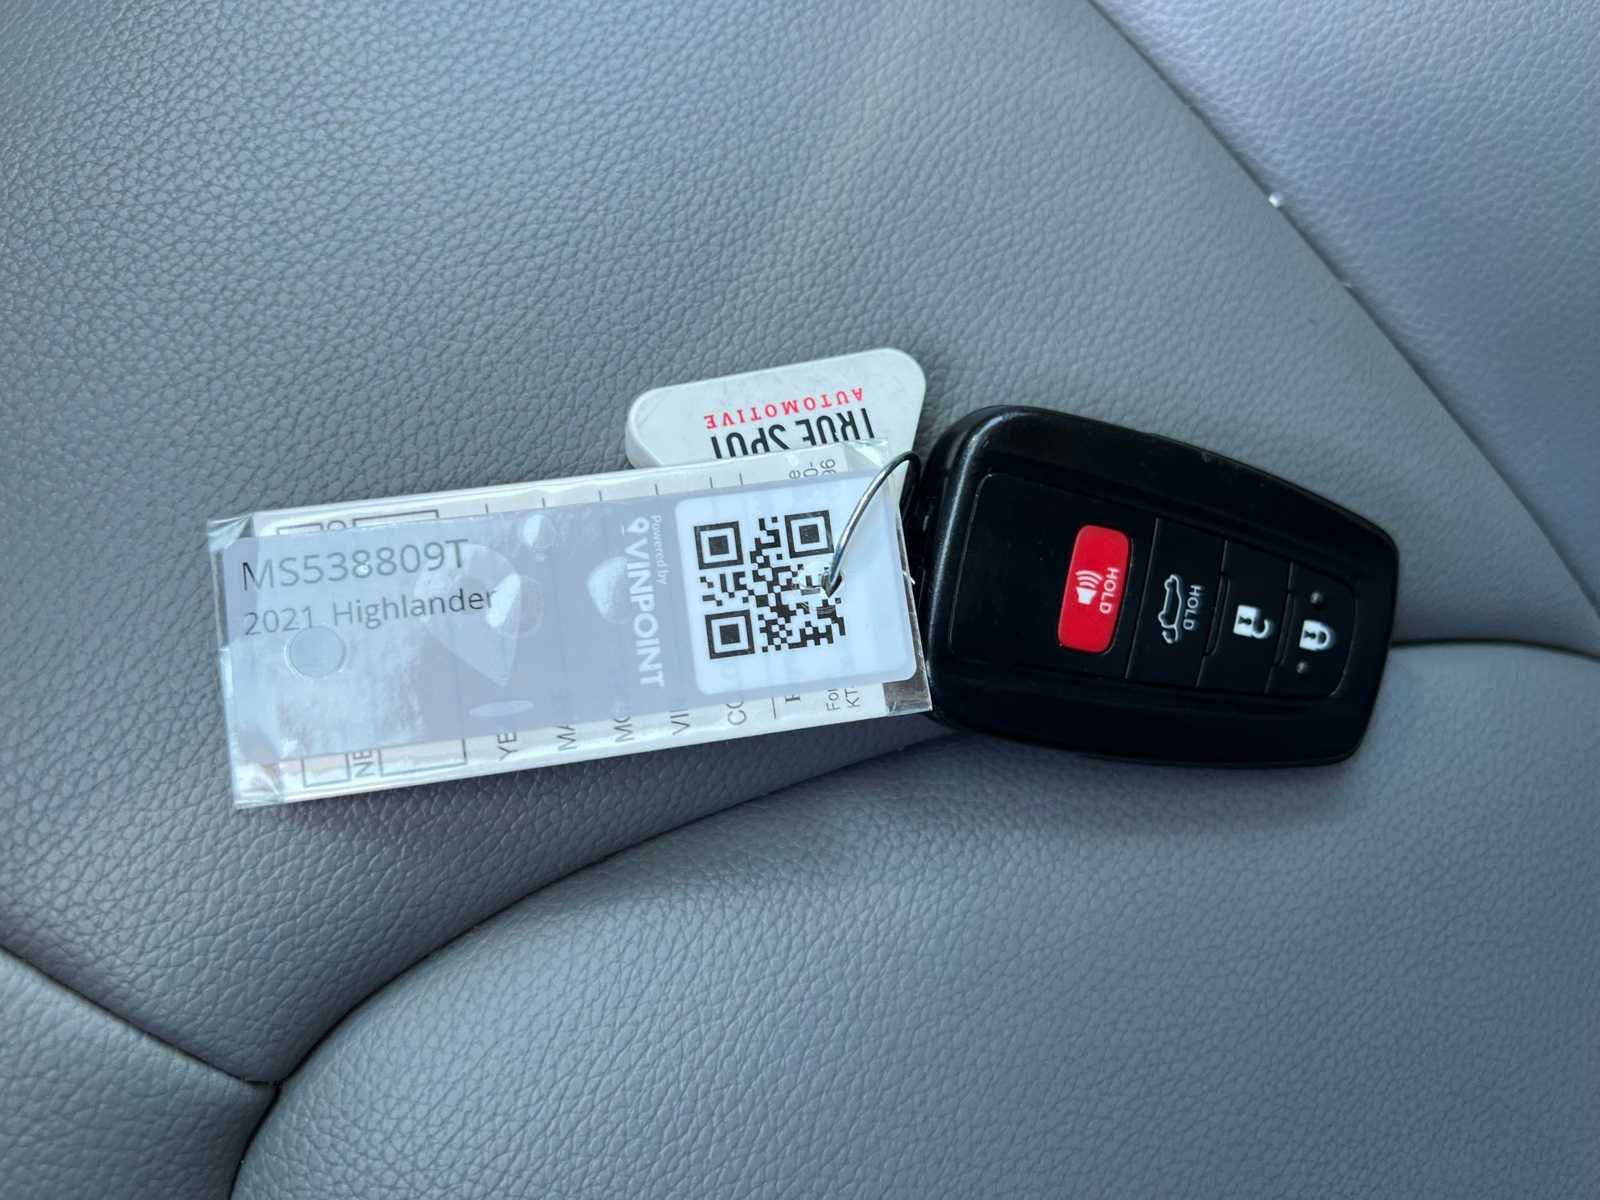 TRUE SPOT
AUTOMOTIVE
MS538809T
2021 Highlander
Powered by
VINPOINT
HOLD
HOLD